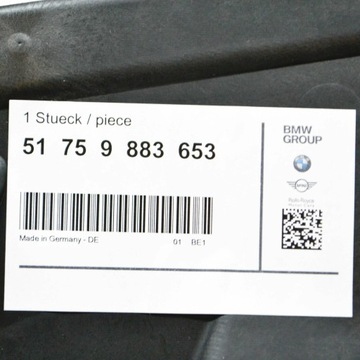 1 Stueck / piece
51 75 9 883 653
BMW
GROUP
Made in Germany - DE
01 BE1